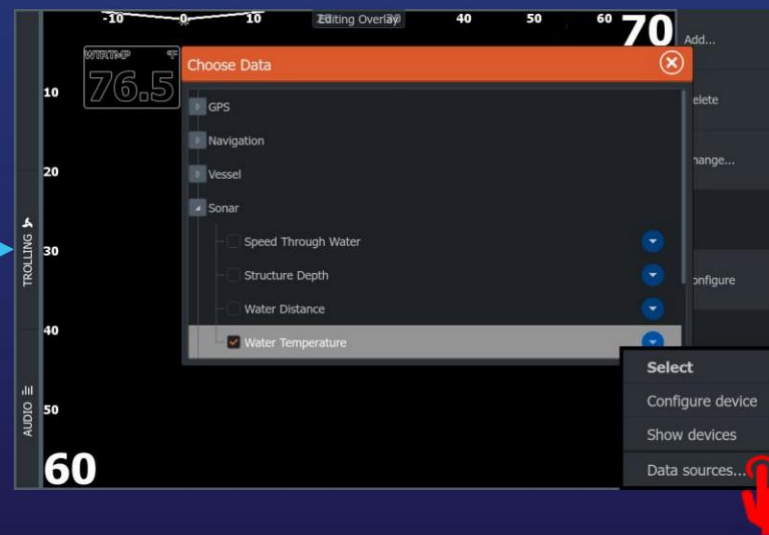 -10 0 10 Editing Overlay 40 50 60 70
Add...
WTRTMP °F
76.5
Choose Data
10
elete
GPS
Navigation
hange...
20
Vessel
Sonar
Speed Through Water
TROLLING
30
Structure Depth
onfigure
Water Distance
40
Water Temperature
Select
Configure device
AUDIO
50
Show devices
60
Data sources...